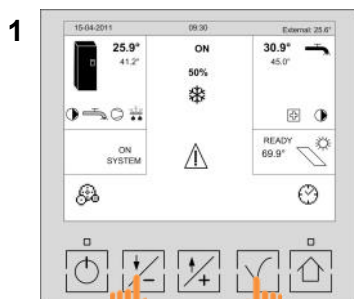 1
15-04-2011 09:30 External: 25.6°
25.9° ON 30.9°
41.2° 45.0°
50%
ON
SYSTEM
READY
69.9°